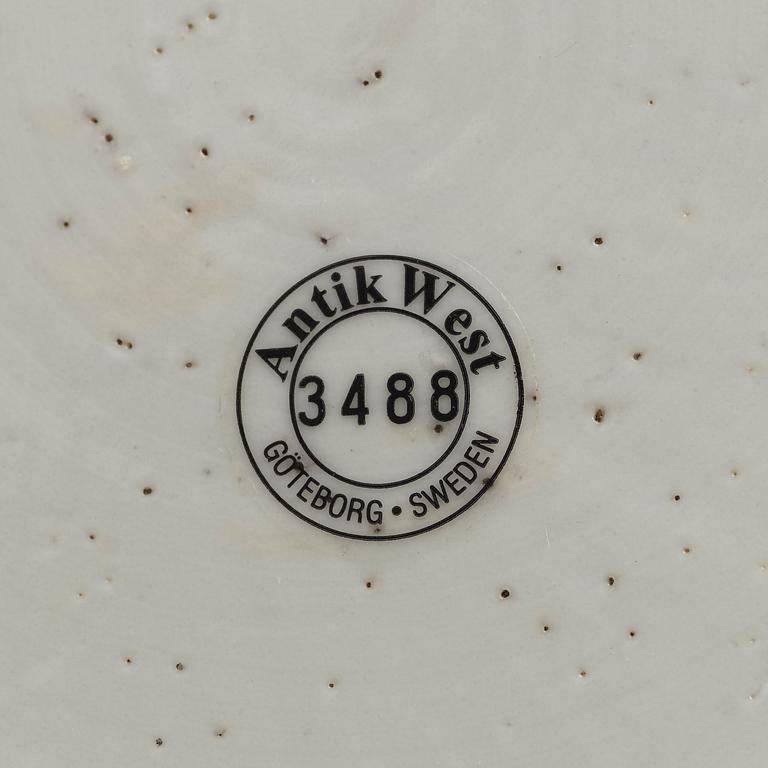 Antik West
3488
GÖTEBORG • SWEDEN